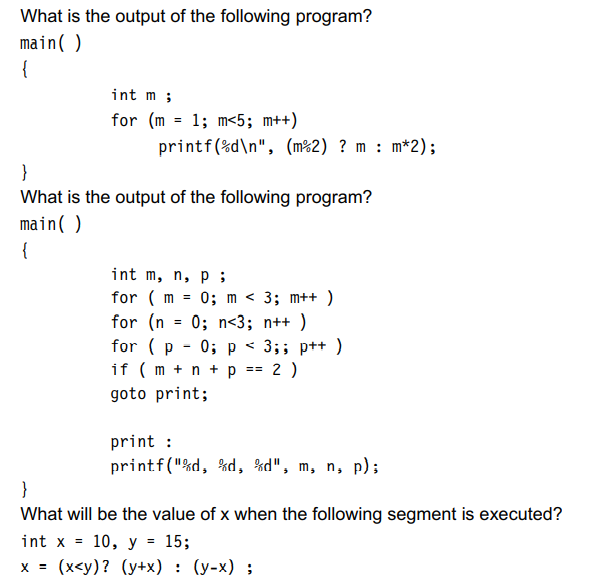 What is the output of the following program?
main( )
{
int m ;
for (m = 1; m<5; m++)
printf(%d\n", (m%2) ? m : m*2);
}
What is the output of the following program?
main( )
{
int m, n, p ;
for ( m = 0; m < 3; m++ )
for (n = 0; n<3; n++ )
for ( p - 0; p < 3;; p++ )
if ( m + n + p == 2 )
goto print;
print :
printf("%d, %d, %d", m, n, p);
}
What will be the value of x when the following segment is executed?
int x = 10, y = 15;
x = (x<y)? (y+x) : (y-x) ;